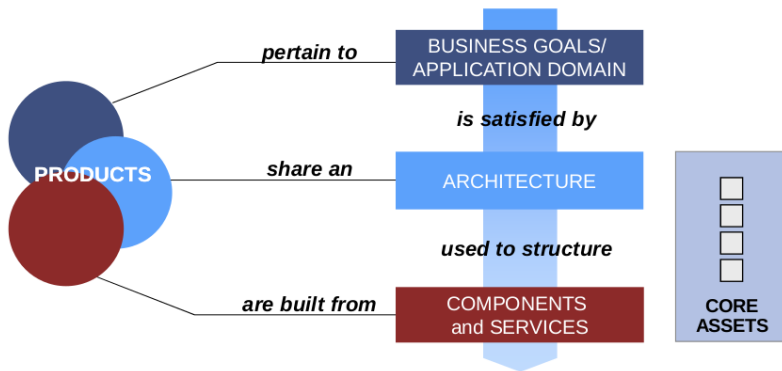 pertain to
BUSINESS GOALS/
APPLICATION DOMAIN
is satisfied by
PRODUCTS
share an
ARCHITECTURE
used to structure
are built from
COMPONENTS
and SERVICES
CORE
ASSETS